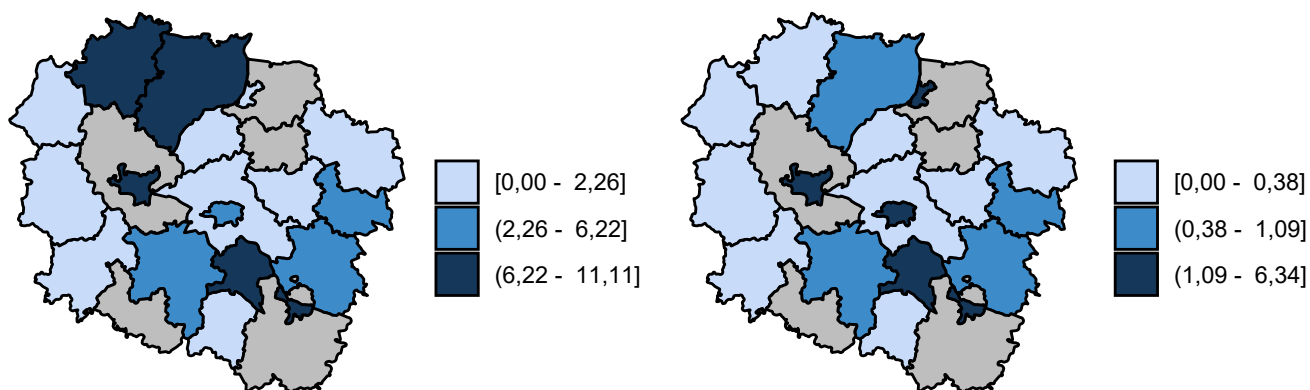 [0,00 - 2,26]
(2,26 - 6,22]
(6,22 - 11,11]
[0,00 - 0,38]
(0,38 - 1,09]
(1,09 - 6,34]